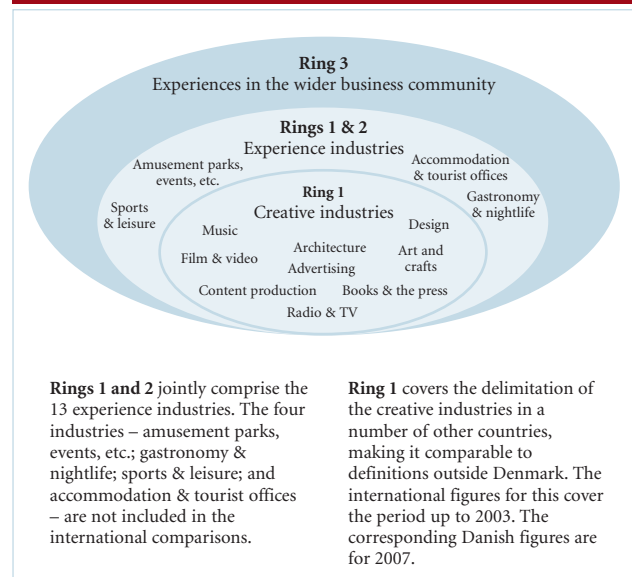 Ring 3
Experiences in the wider business community
Rings 1 & 2
Experience industries
Amusement parks,
events, etc.
Accommodation
& tourist offices
Sports
& leisure
Gastronomy
& nightlife
Ring 1
Creative industries
Music
Design
Film & video
Architecture
Advertising
Art and
crafts
Content production
Books & the press
Radio & TV
Rings 1 and 2 jointly comprise the
13 experience industries. The four
industries – amusement parks,
events, etc.; gastronomy &
nightlife; sports & leisure; and
accommodation & tourist offices
– are not included in the
international comparisons.
Ring 1 covers the delimitation of
the creative industries in a
number of other countries,
making it comparable to
definitions outside Denmark. The
international figures for this cover
the period up to 2003. The
corresponding Danish figures are
for 2007.